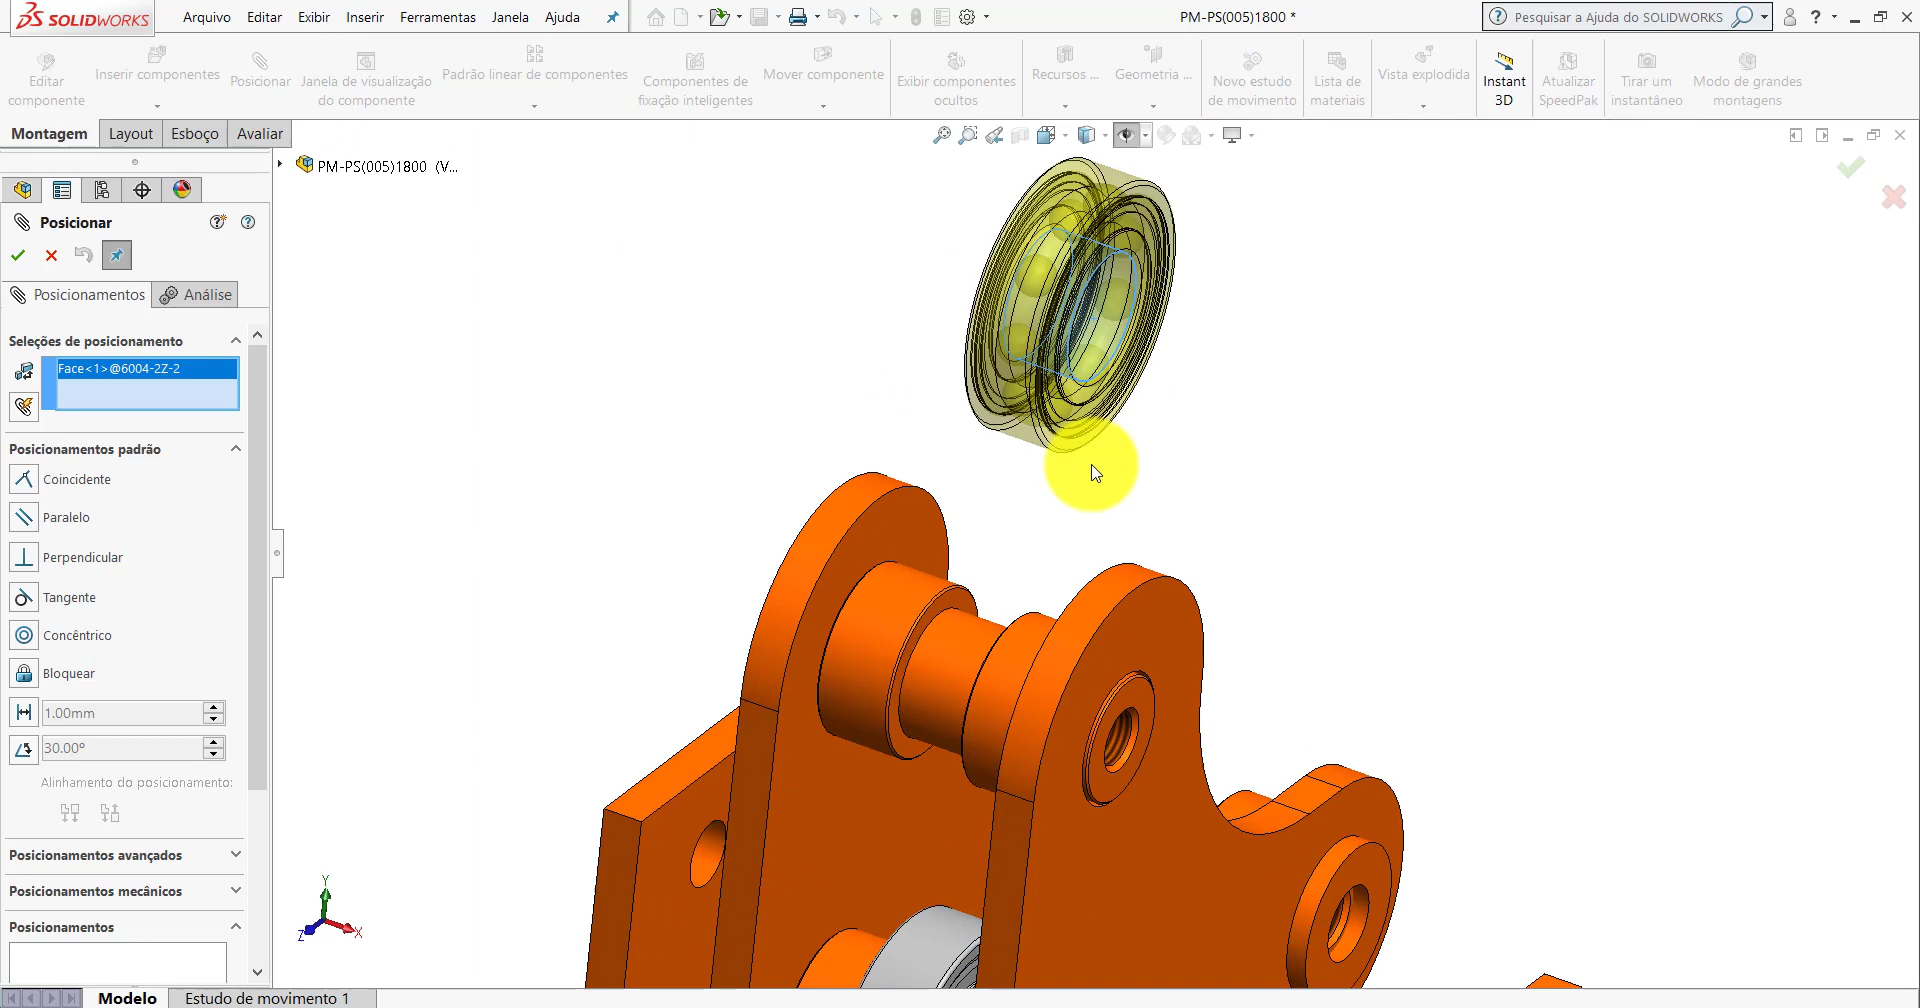 SOLIDWORKS
Arquivo Editar Exibir Inserir Ferramentas Janela Ajuda
PM-PS(005)1800 *
Pesquisar a Ajuda do SOLIDWORKS
?
Editar
componente
Inserir componentes
Posicionar
Janela de visualização
do componente
Padrão linear de componentes
Componentes de
fixação inteligentes
Mover componente
Exibir componentes
ocultos
Recursos ...
Geometria ...
Novo estudo
de movimento
Lista de
materiais
Vista explodida
Instant
3D
Atualizar
SpeedPak
Tirar um
instantâneo
Modo de grandes
montagens
Montagem Layout Esboço Avaliar
PM-PS(005)1800 (V...
Posicionar
Posicionamentos Análise
Seleções de posicionamento
Face<1>@6004-2Z-2
Posicionamentos padrão
Coincidente
Paralelo
Perpendicular
Tangente
Concêntrico
Bloquear
1.00mm
30.00°
Alinhamento do posicionamento:
Posicionamentos avançados
Posicionamentos mecânicos
Posicionamentos
Y
Z
X
Modelo Estudo de movimento 1